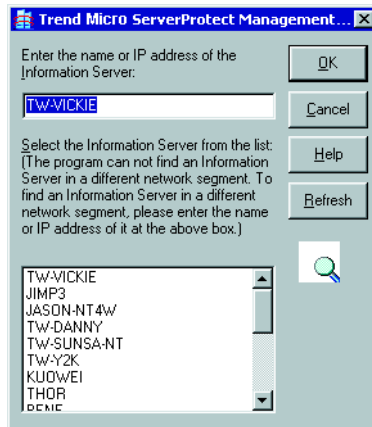 Trend Micro ServerProtect Management...
Enter the name or IP address of the
Information Server:
TW-VICKIE
OK
Cancel
Help
Refresh
Select the Information Server from the list:
(The program can not find an Information
Server in a different network segment. To
find an Information Server in a different
network segment, please enter the name
or IP address of it at the above box.)
TW-VICKIE
JIMP3
JASON-NT4W
TW-DANNY
TW-SUNSA-NT
TW-Y2K
KUOWEI
THOR